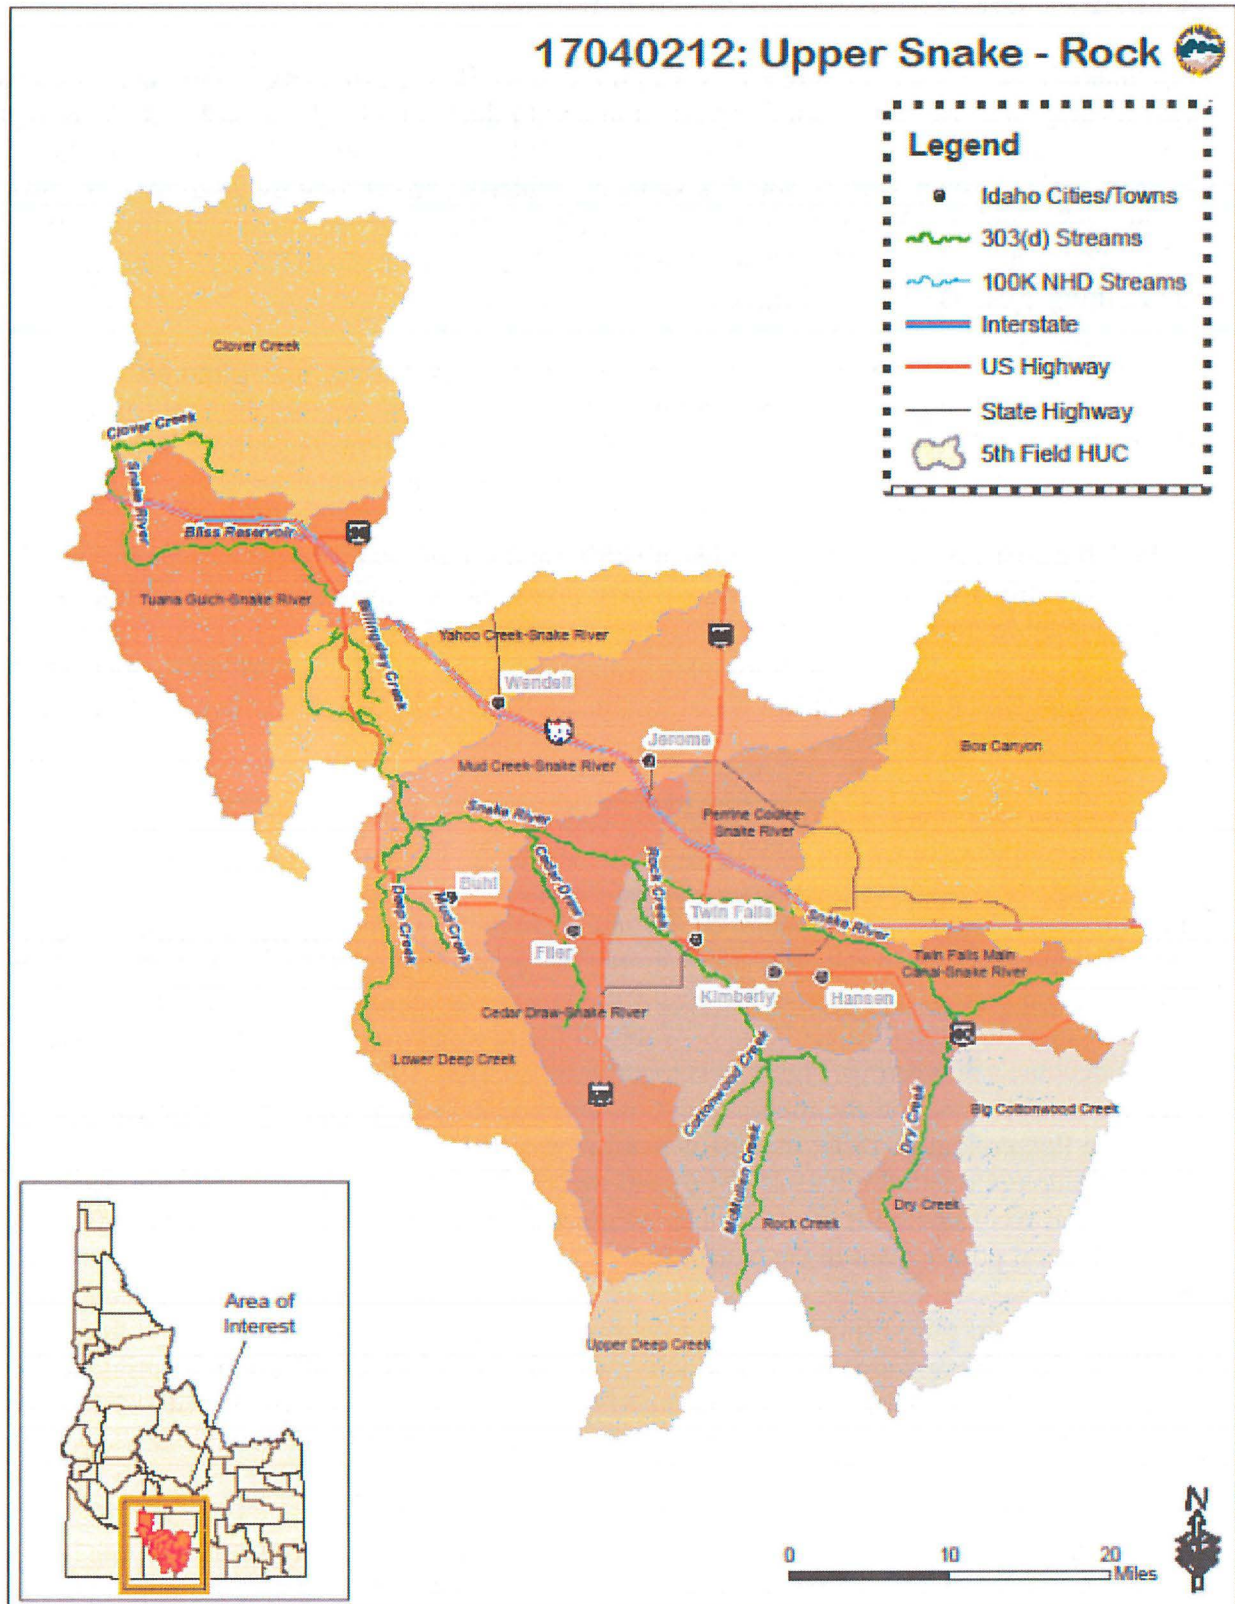 17040212: Upper Snake - Rock
Legend
Idaho Cities/Towns
303(d) Streams
100K NHD Streams
Interstate
US Highway
State Highway
5th Field HUC
Clover Creek
Clover Creek
Snake River
Bliss Reservoir
Tuana Gulch-Snake River
Billingsley Creek
Yahoo Creek-Snake River
Wendell
Jerome
Box Canyon
Mud Creek-Snake River
Snake River
Perrine Coulee-
Snake River
Cedar Draw
Rock Creek
Buhl
Mud Creek
Deep Creek
Twin Falls
Snake River
Filer
Twin Falls Main
Canal-Snake River
Kimberly
Hansen
Cedar Draw-Snake River
Lower Deep Creek
Cottonwood Creek
Big Cottonwood Creek
Dry Creek
McMullen Creek
Dry Creek
Rock Creek
Upper Deep Creek
Area of
Interest
N
0
10
20
Miles